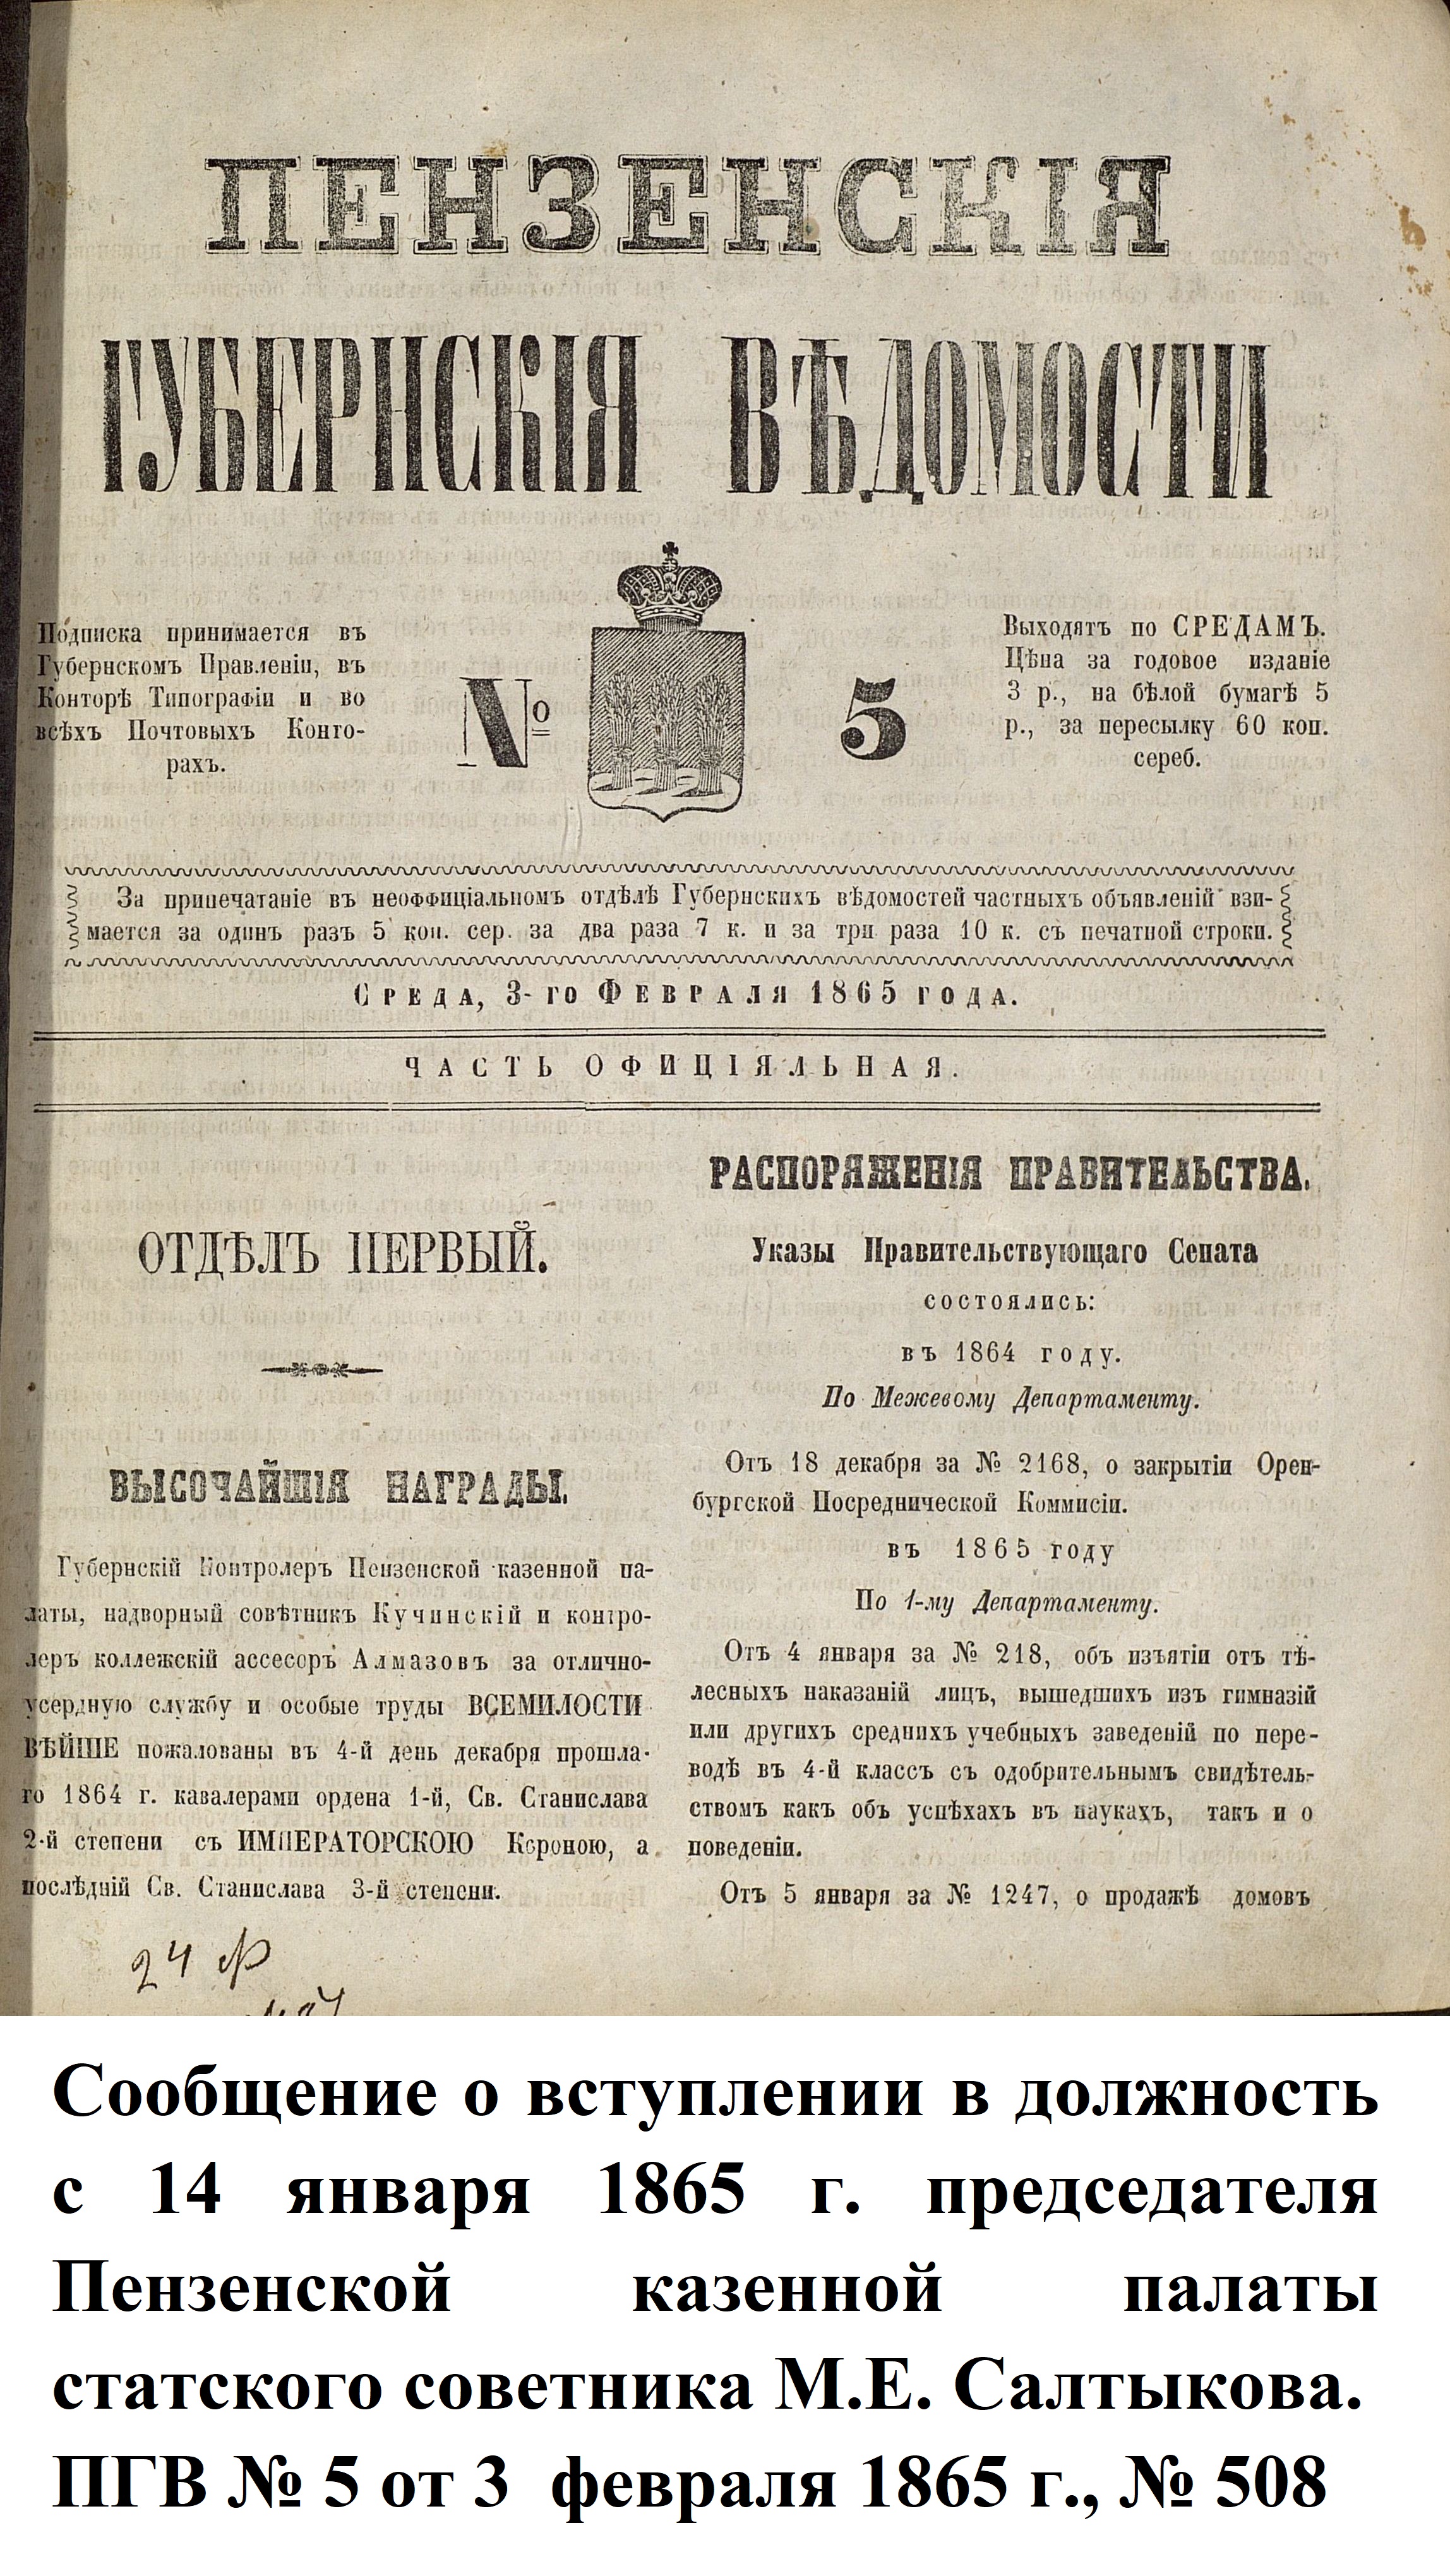 ПЕНЗЕНСКІЯ
ГУБЕРНСКІЯ ВѢДОМОСТИ
Подписка принимается въ
Губернскомъ Правленіи, въ
Конторѣ Типографіи и во
всѣхъ Почтовыхъ Конто-
рахъ.
№ 5
Выходятъ по СРЕДАМЪ.
Цѣна за годовое изданіе
3 р., на бѣлой бумагѣ 5
р., за пересылку 60 коп.
сереб.
За припечатаніе въ неоффиціальномъ отдѣлѣ Губернскихъ вѣдомостей частныхъ объявленій взи-
мается за одинъ разъ 5 коп. сер. за два раза 7 к. и за три раза 10 к. съ печатной строки.
СРЕДА, 3-ГО ФЕВРАЛЯ 1865 ГОДА.
ЧАСТЬ ОФИЦІЯЛЬНАЯ.
ОТДѢЛЪ ПЕРВЫЙ.
ВЫСОЧАЙШІЯ НАГРАДЫ.
Губернскій Контролеръ Пензенской казенной па-
латы, надворный совѣтникъ Кучинскій и контро-
леръ коллежскій ассесоръ Алмазовъ за отлично-
усердную службу и особые труды ВСЕМИЛОСТИ
ВѢЙШЕ пожалованы въ 4-й день декабря прошла-
го 1864 г. кавалерами ордена 1-й, Св. Станислава
2-й степени съ ИМПЕРАТОРСКОЮ Короною, а
послѣдній Св. Станислава 3-й степени.
24 ф
РАСПОРЯЖЕНІЯ ПРАВИТЕЛЬСТВА.
Указы Правительствующаго Сената
состоялись:
въ 1864 году.
По Межевому Департаменту.
Отъ 18 декабря за № 2168, о закрытіи Орен-
бургской Посреднической Коммисіи.
въ 1865 году
По 1-му Департаменту.
Отъ 4 января за № 218, объ изъятіи отъ тѣ-
лесныхъ наказаній лицъ, вышедшихъ изъ гимназій
или другихъ среднихъ учебныхъ заведеній по пере-
водѣ въ 4-й классъ съ одобрительнымъ свидѣтель-
ствомъ какъ объ успѣхахъ въ наукахъ, такъ и о
поведеніи.
Отъ 5 января за № 1247, о продажѣ домовъ
Сообщение о вступлении в должность
с 14 января 1865 г. председателя
Пензенской казенной палаты
статского советника М.Е. Салтыкова.
ПГВ № 5 от 3 февраля 1865 г., № 508